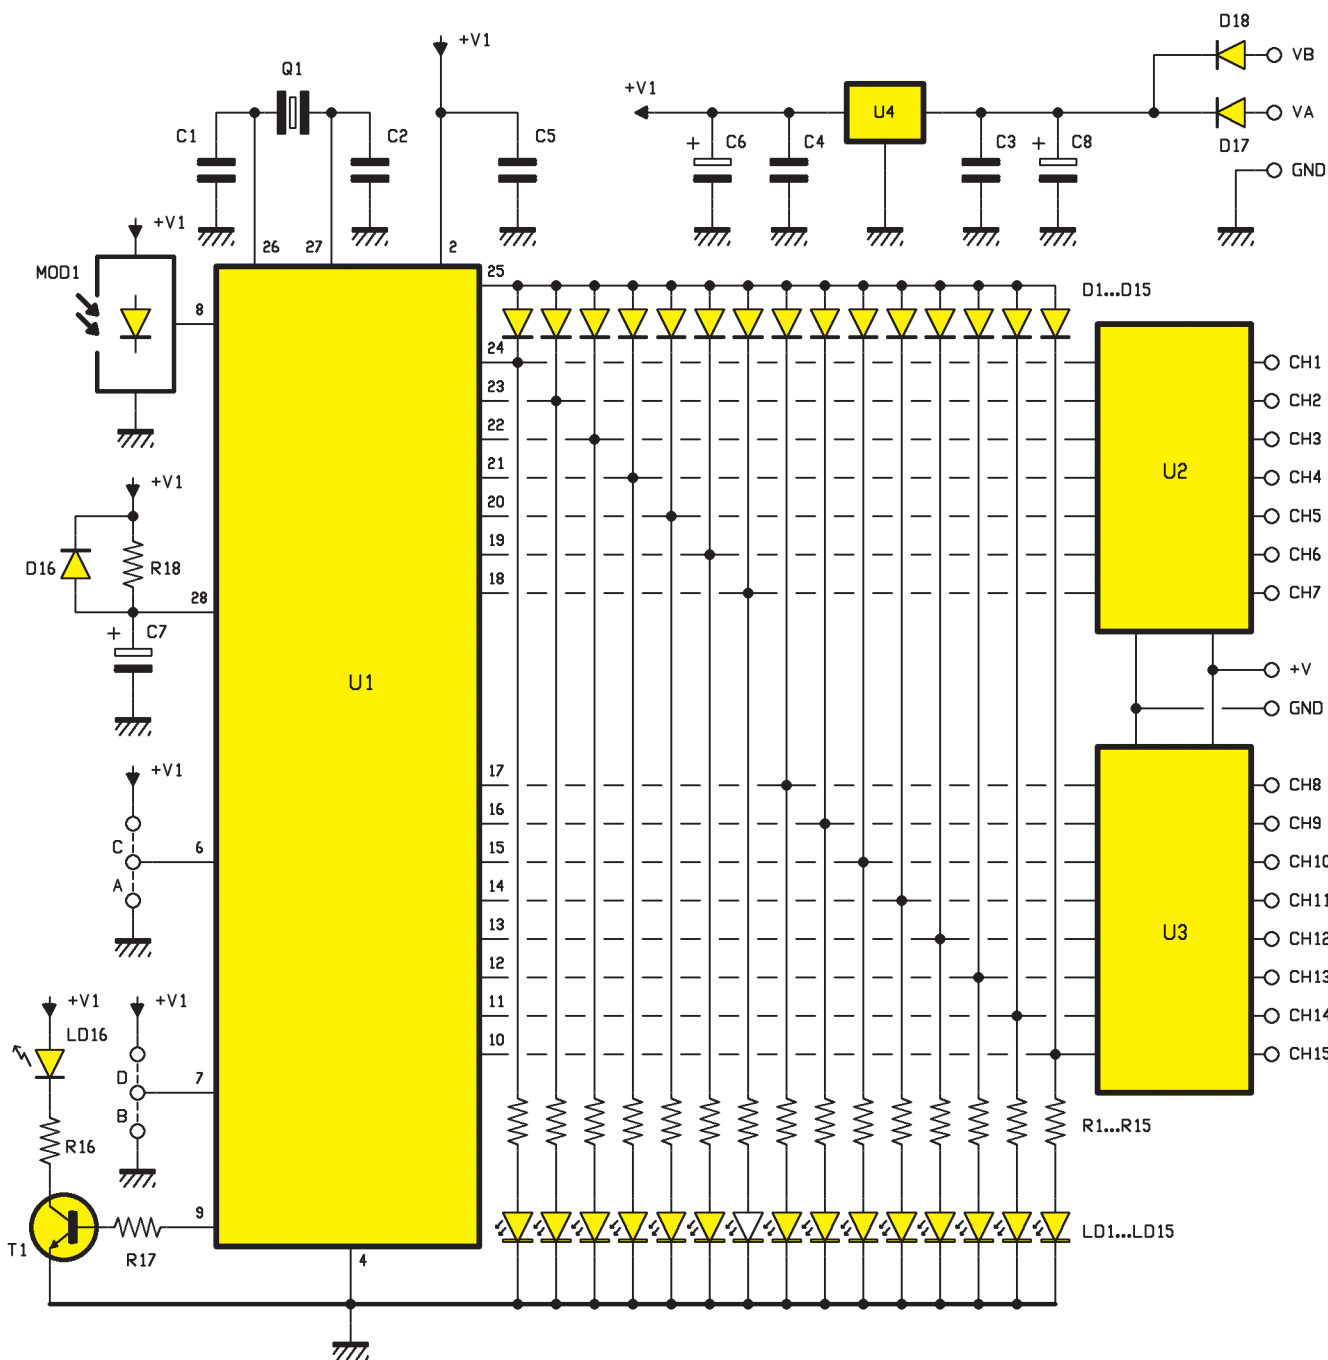 D18
+V1
VB
Q1
+V1
U4
VA
C1
C2
C5
+
C6
C4
C3
+
C8
D17
GND
+V1
26
27
2
MOD1
25
D1...D15
8
24
CH1
23
CH2
22
CH3
21
CH4
U2
+V1
20
CH5
19
CH6
D16
R18
18
CH7
28
+
C7
+V
U1
GND
+V1
17
CH8
16
CH9
C
6
15
CH10
A
14
CH11
13
CH12
U3
12
CH13
+V1
+V1
11
CH14
LD16
10
CH15
D
7
B
R1...R15
R16
9
T1
R17
LD1...LD15
4